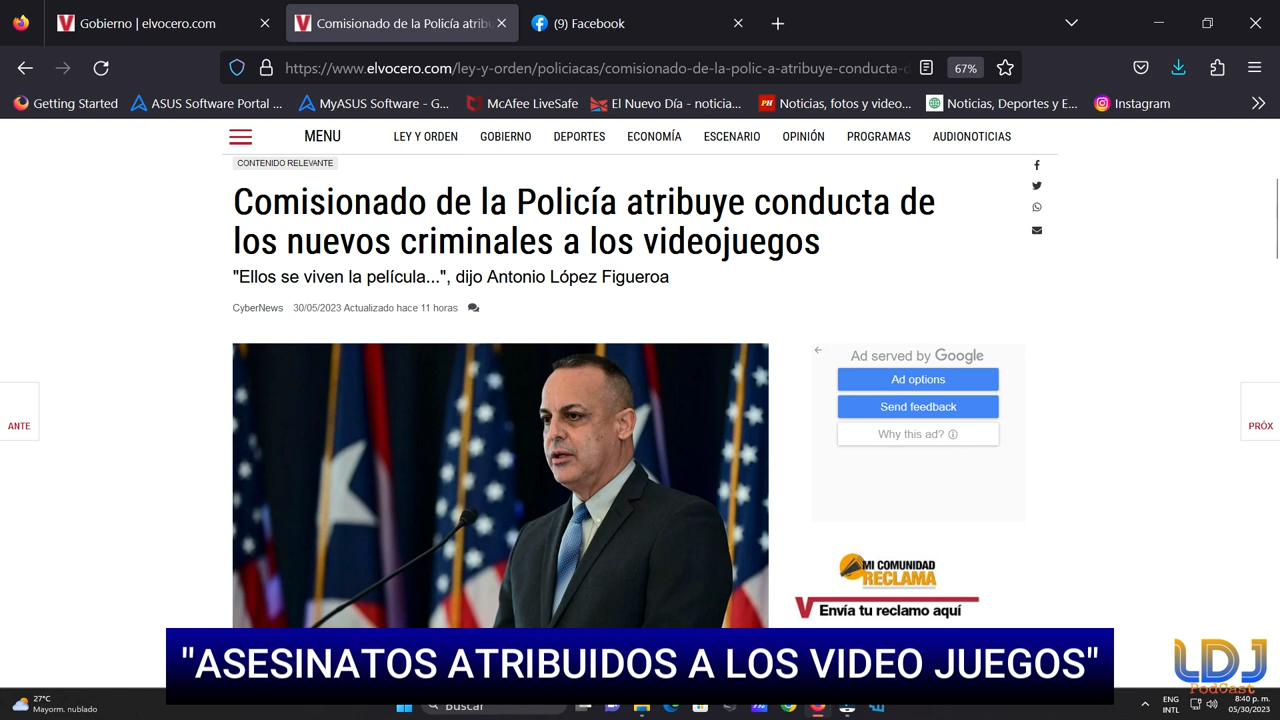 Gobierno | elvocero.com
Comisionado de la Policía atribu
(9) Facebook
https://www.elvocero.com/ley-y-orden/policiacas/comisionado-de-la-polic-a-atribuye-conducta-d
67%
Getting Started
ASUS Software Portal ...
MyASUS Software - G...
McAfee LiveSafe
El Nuevo Día - noticia...
PH
Noticias, fotos y video...
Noticias, Deportes y E...
Instagram
MENU
LEY Y ORDEN
GOBIERNO
DEPORTES
ECONOMÍA
ESCENARIO
OPINIÓN
PROGRAMAS
AUDIONOTICIAS
CONTENIDO RELEVANTE
Comisionado de la Policía atribuye conducta de
los nuevos criminales a los videojuegos
"Ellos se viven la película...", dijo Antonio López Figueroa
CyberNews 30/05/2023 Actualizado hace 11 horas
Ad served by Google
Ad options
Send feedback
Why this ad?
ANTE
PRÓX
MI COMUNIDAD
RECLAMA
V Envía tu reclamo aquí
"ASESINATOS ATRIBUIDOS A LOS VIDEO JUEGOS"
LDJ
PodCast
27°C
Mayorm. nublado
Buscar
ENG
INTL
8:40 p. m.
05/30/2023